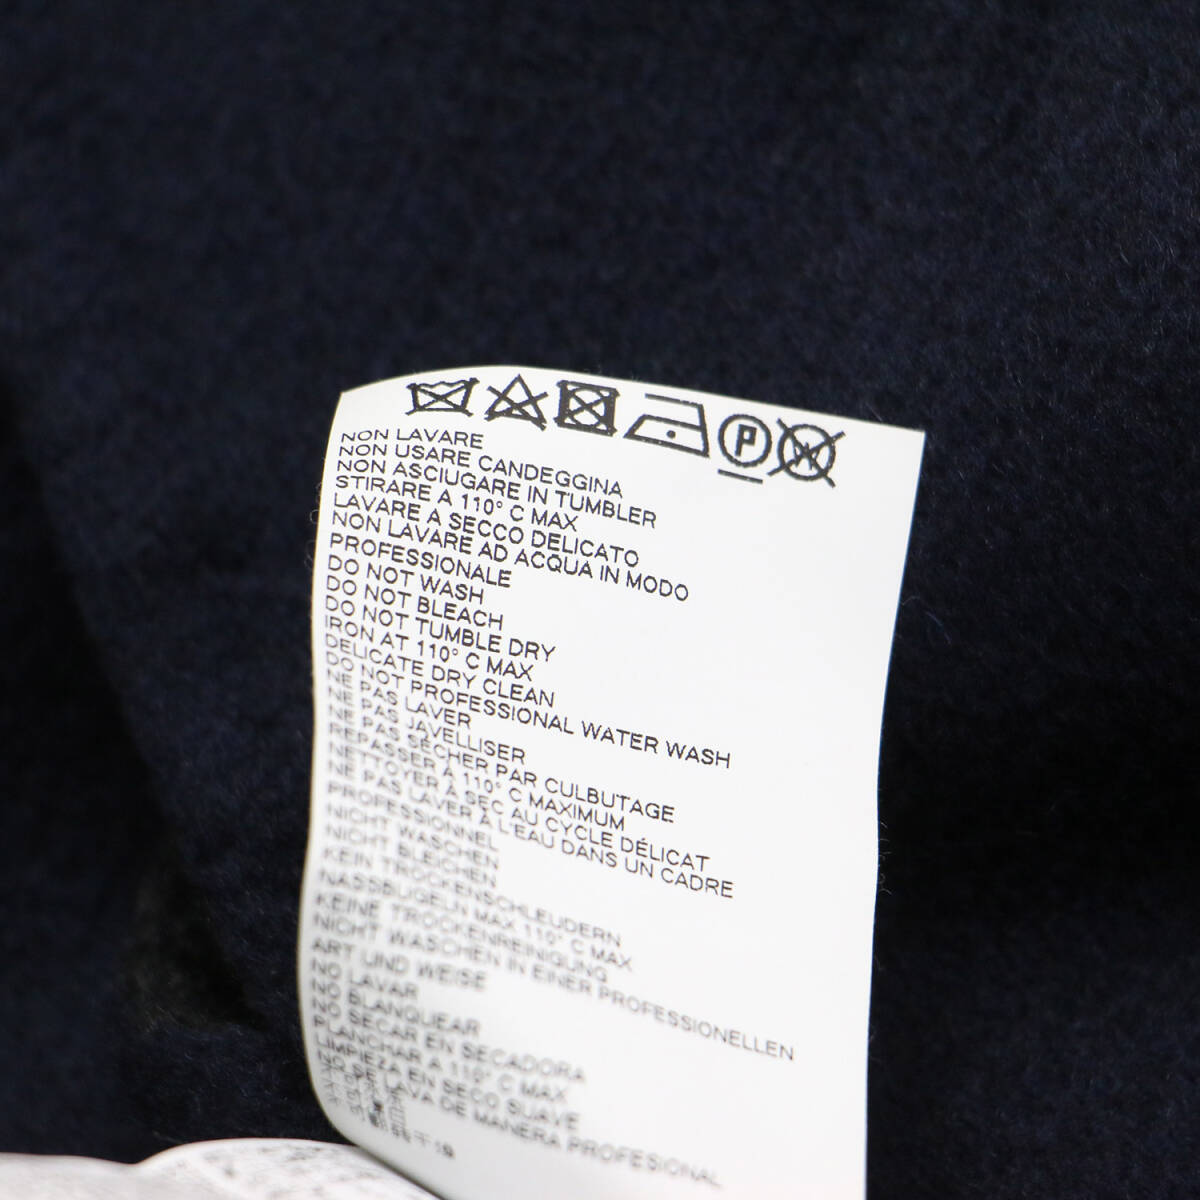 P
W
NON LAVARE
NON USARE CANDEGGINA
NON ASCIUGARE IN TUMBLER
STIRARE A 110° C MAX
LAVARE A SECCO DELICATO
NON LAVARE AD ACQUA IN MODO
PROFESSIONALE
DO NOT WASH
DO NOT BLEACH
DO NOT TUMBLE DRY
IRON AT 110° C MAX
DELICATE DRY CLEAN
DO NOT PROFESSIONAL WATER WASH
NE PAS LAVER
NE PAS JAVELLISER
NE PAS SÉCHER PAR CULBUTAGE
REPASSER À 110° C MAXIMUM
NETTOYER À SEC AU CYCLE DÉLICAT
NE PAS LAVER À L'EAU DANS UN CADRE
PROFESSIONNEL
NICHT WASCHEN
NICHT BLEICHEN
KEIN TROCKENSCHLEUDERN
NASSBÜGELN MAX 110° C MAX
KEINE TROCKENREINIGUNG
NICHT WASCHEN IN EINER PROFESSIONELLEN
ART UND WEISE
NO LAVAR
NO BLANQUEAR
NO SECAR EN SECADORA
PLANCHAR A 110° C MAX
LIMPIEZA EN SECO SUAVE
NO SE LAVA DE MANERA PROFESIONAL